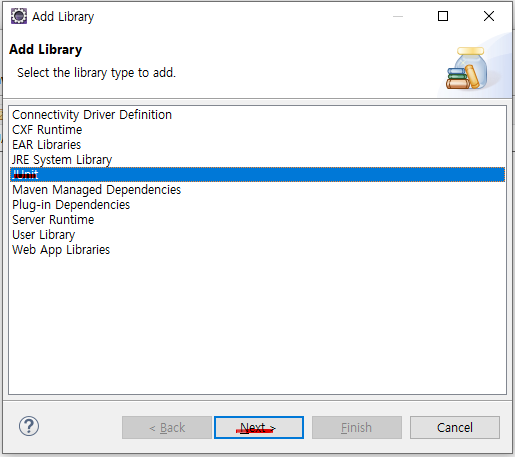 Add Library
Add Library
Select the library type to add.
Connectivity Driver Definition
CXF Runtime
EAR Libraries
JRE System Library
JUnit
Maven Managed Dependencies
Plug-in Dependencies
Server Runtime
User Library
Web App Libraries
? < Back Next > Finish Cancel